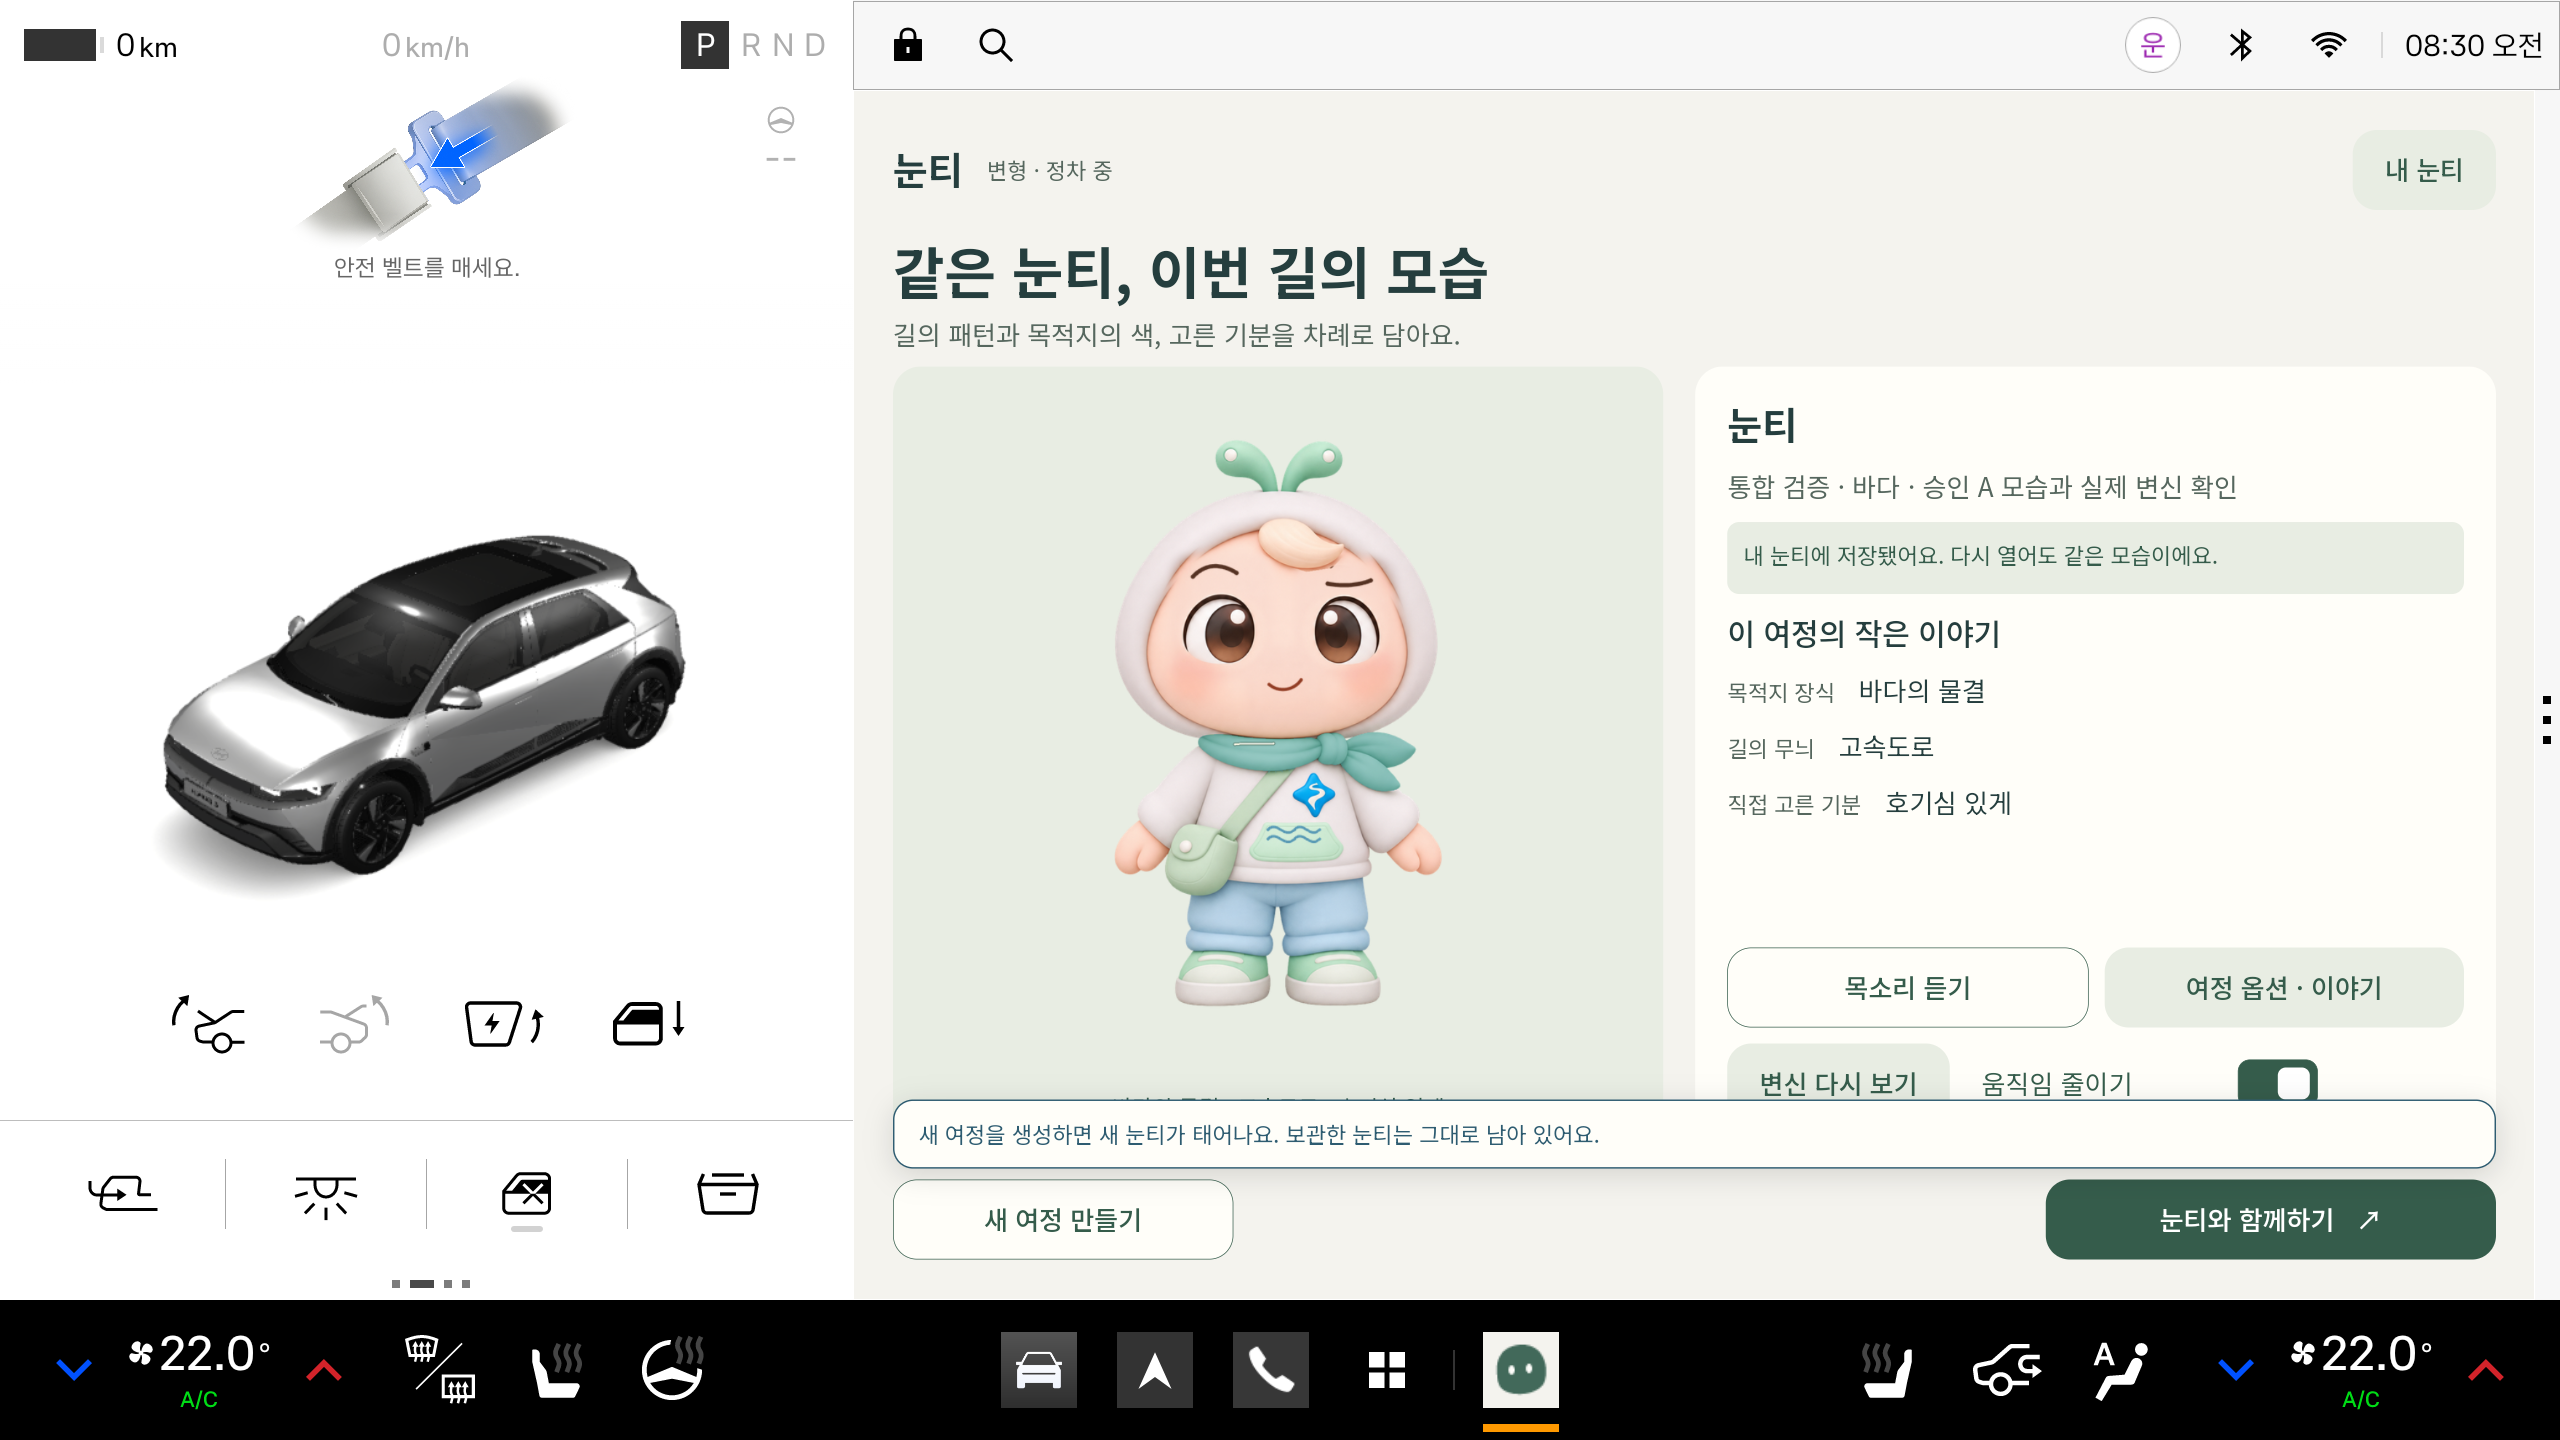 0 km
0 km/h
P R N D
안전 벨트를 매세요.
운
08:30 오전
눈티
변형 · 정차 중
내 눈티
같은 눈티, 이번 길의 모습
길의 패턴과 목적지의 색, 고른 기분을 차례로 담아요.
눈티
통합 검증 · 바다 · 승인 A 모습과 실제 변신 확인
내 눈티에 저장됐어요. 다시 열어도 같은 모습이에요.
이 여정의 작은 이야기
목적지 장식 바다의 물결
길의 무늬 고속도로
직접 고른 기분 호기심 있게
목소리 듣기
여정 옵션 · 이야기
변신 다시 보기
움직임 줄이기
새 여정을 생성하면 새 눈티가 태어나요. 보관한 눈티는 그대로 남아 있어요.
새 여정 만들기
눈티와 함께하기 ↗
22.0°
A/C
A
22.0°
A/C